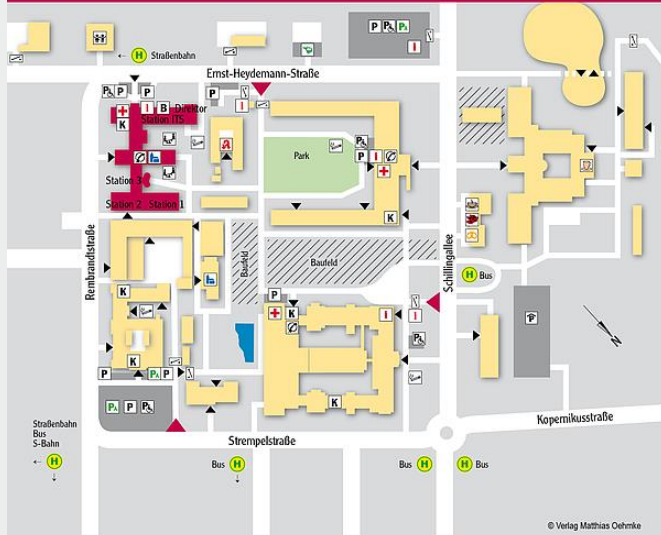 P
P
P
I
Straßenbahn
H
Ernst-Heydemann-Straße
P
P
P
P
I
B
Direktor
I
K
Station ITS
Park
P
P
I
Station 3
K
Station 2
Station 1
Rembrandtstraße
Schillingallee
Baufeld
Baufeld
H
Bus
K
P
K
I
I
P
N
K
P
P
P
K
P
P
P
Straßenbahn
Bus
S-Bahn
H
Strempelstraße
Kopernikusstraße
Bus
H
Bus
H
H
Bus
© Verlag Matthias Oehmke